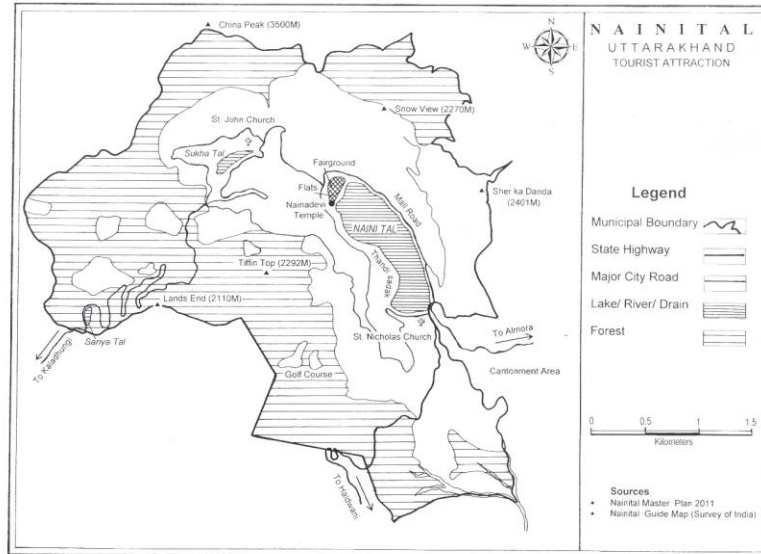 NAINITAL
UTTARAKHAND
TOURIST ATTRACTION
China Peak (3500M)
N
W
E
S
Snow View (2270M)
St. John Church
Sukha Tal
Fairground
Flats
Nainadevi
Temple
Mall Road
NAINI TAL
Thandi
sadak
Sher ka Danda
(2401M)
Tiffin Top (2292M)
Lands End (2110M)
Sariya Tal
To Kaladhungi
St. Nicholas Church
To Almora
Cantonment Area
Golf Course
To Haldwani
Legend
Municipal Boundary
State Highway
Major City Road
Lake/ River/ Drain
Forest
0 0.5 1 1.5
Kilometers
Sources
• Nainital Master Plan 2011
• Nainital Guide Map (Survey of India)